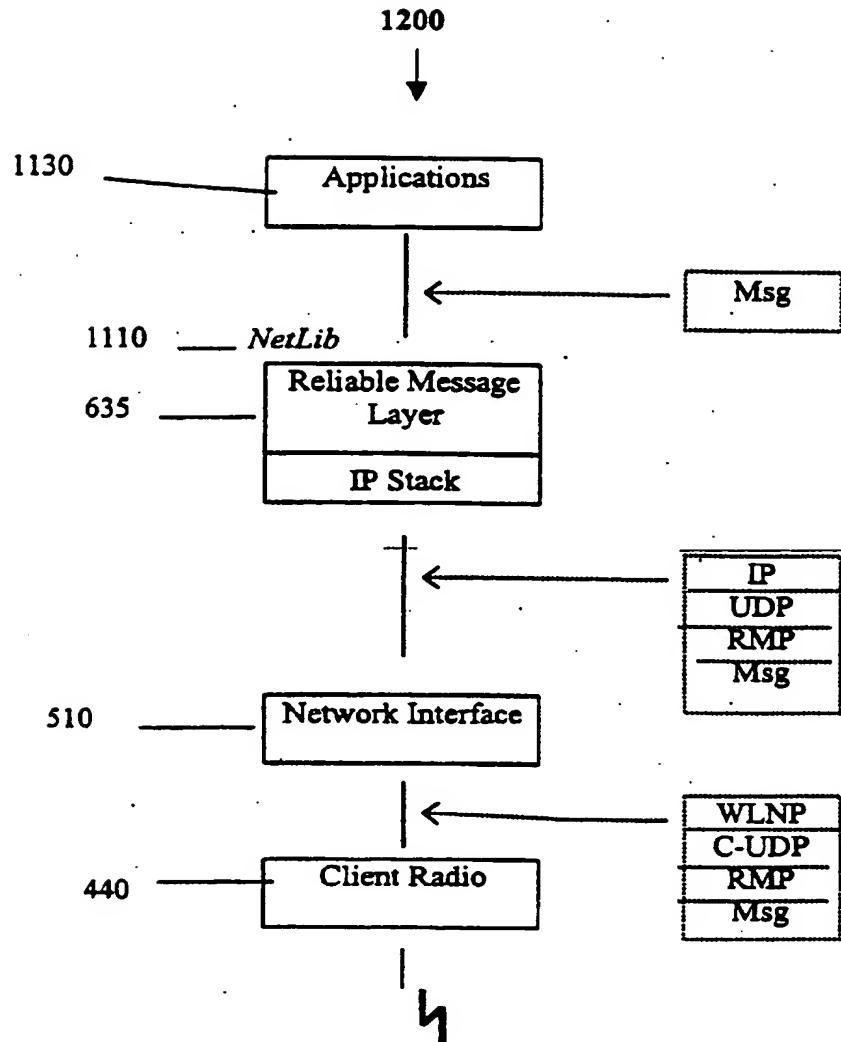 1200
1130
Applications
Msg
1110 NetLib
635
Reliable Message
Layer
IP Stack
IP
UDP
RMP
Msg
510
Network Interface
WLNP
C-UDP
RMP
Msg
440
Client Radio